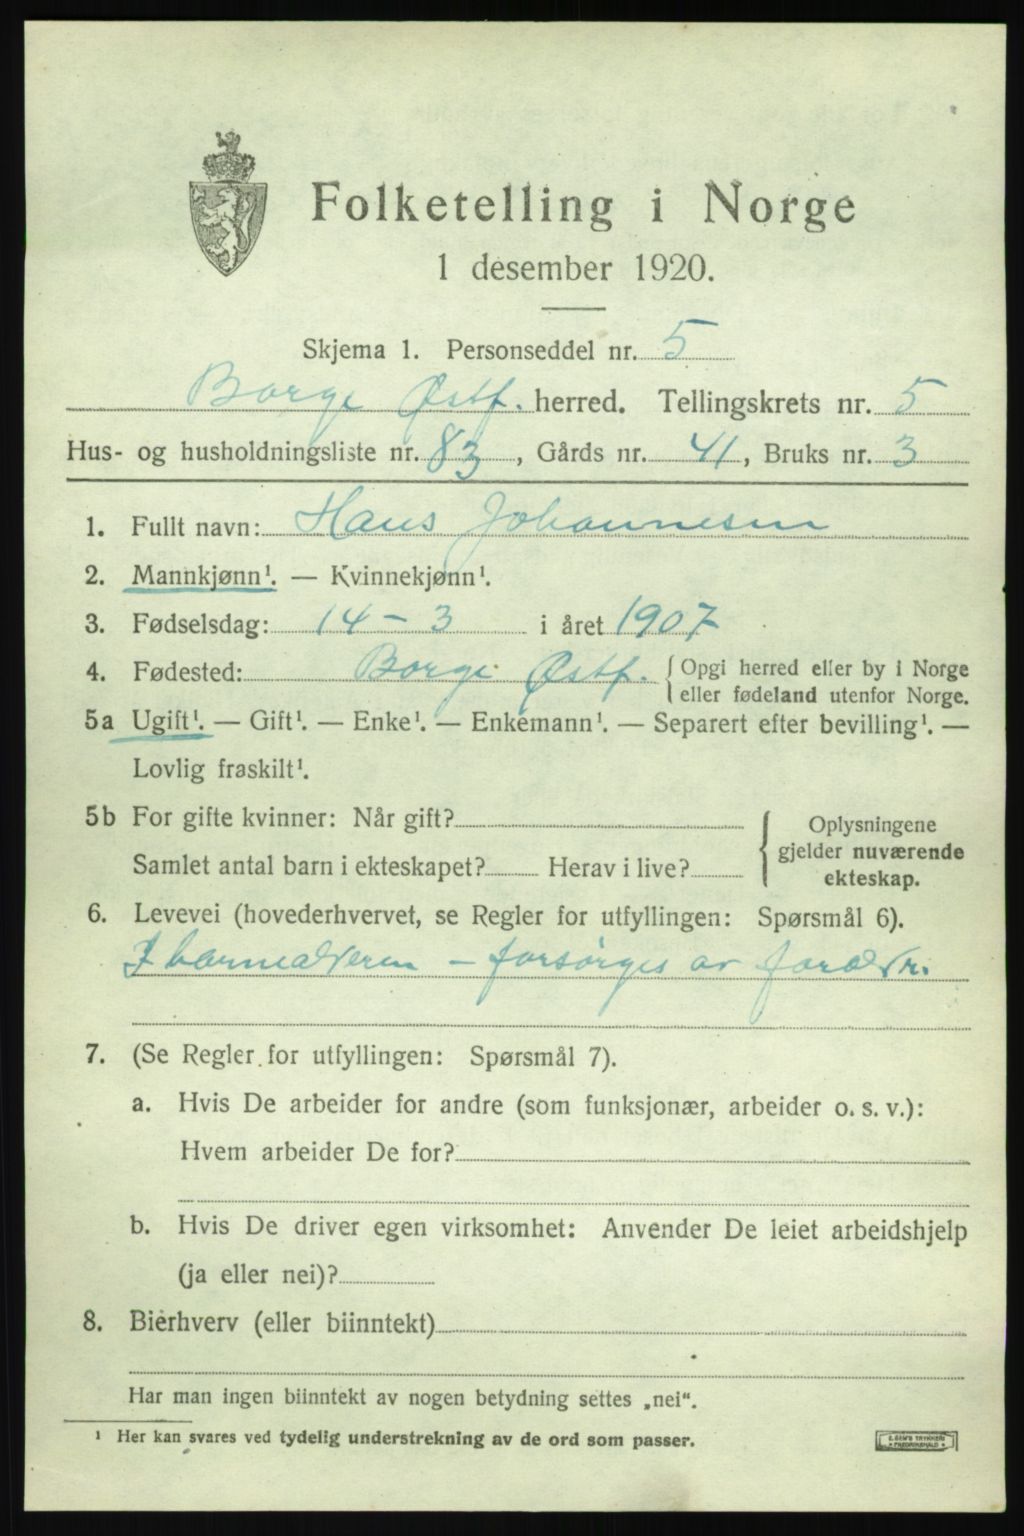 Folketelling i Norge
1 desember 1920.
Skjema 1. Personseddel nr. 5
Borge Østf. herred. Tellingskrets nr. 5
Hus- og husholdningsliste nr. 83, Gårds nr. 41, Bruks nr. 3
1. Fullt navn: Hans Johannesen
2. Mannkjønn¹. — Kvinnekjønn¹.
3. Fødselsdag: 14 – 3 i året 1907
4. Fødested: Borge Østf. {Opgi herred eller by i Norge
eller fødeland utenfor Norge.
5a Ugift¹. — Gift¹. — Enke¹. — Enkemann¹. — Separert efter bevilling¹. —
Lovlig fraskilt¹.
5b For gifte kvinner: Når gift?
Samlet antal barn i ekteskapet? Herav i live?
Oplysningene
gjelder nuværende
ekteskap.
6. Levevei (hovederhvervet, se Regler for utfyllingen: Spørsmål 6).
I barnealderen – forsørges av foreldr.
7. (Se Regler for utfyllingen: Spørsmål 7).
a. Hvis De arbeider for andre (som funksjonær, arbeider o. s. v.):
Hvem arbeider De for?
b. Hvis De driver egen virksomhet: Anvender De leiet arbeidshjelp
(ja eller nei)?
8. Bierhverv (eller biinntekt)
Har man ingen biinntekt av nogen betydning settes „nei“.
¹ Her kan svares ved tydelig understrekning av de ord som passer.
E. SEM'S TRYKKERI
FREDRIKSHALD